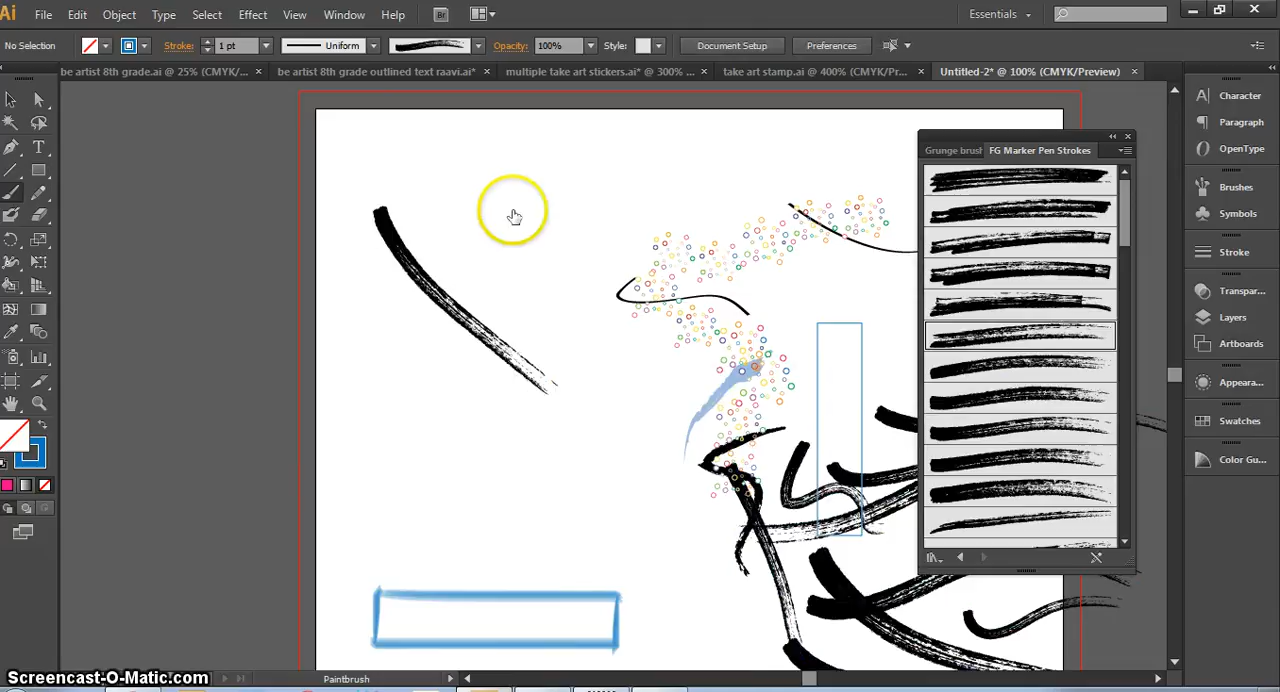 Ai File Edit Object Type Select Effect View Window Help Br Essentials
No Selection Stroke: 1 pt Uniform Opacity: 100% Style: Document Setup Preferences
be artist 8th grade.ai @ 25% (CMYK/... × be artist 8th grade outlined text raavi.ai* × multiple take art stickers.ai* @ 300% ... × take art stamp.ai @ 400% (CMYK/Pr... × Untitled-2* @ 100% (CMYK/Preview) ×
Grunge brush FG Marker Pen Strokes
Character
Paragraph
OpenType
Brushes
Symbols
Stroke
Transpar...
Layers
Artboards
Appeara...
Swatches
Color Gu...
Screencast-O-Matic.com Paintbrush